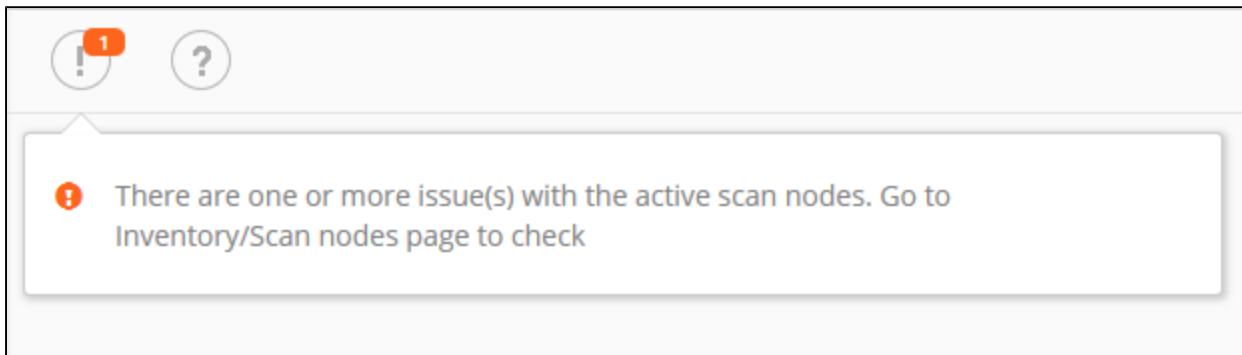 !
1
?
There are one or more issue(s) with the active scan nodes. Go to
Inventory/Scan nodes page to check